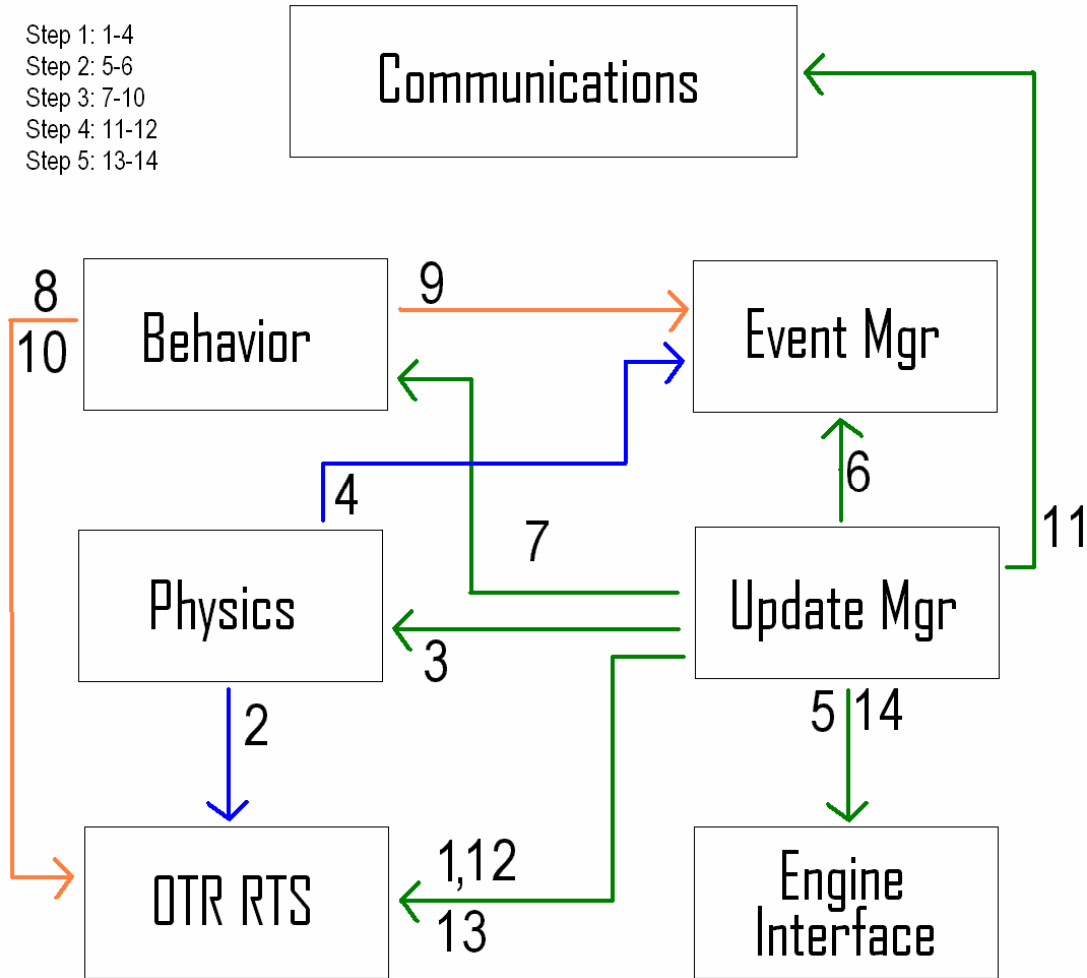 Step 1: 1-4
Step 2: 5-6
Step 3: 7-10
Step 4: 11-12
Step 5: 13-14
Communications
8
10
Behavior
9
Event Mgr
4
6
7
11
Physics
Update Mgr
3
2
5
14
OTR RTS
1,12
13
Engine
Interface